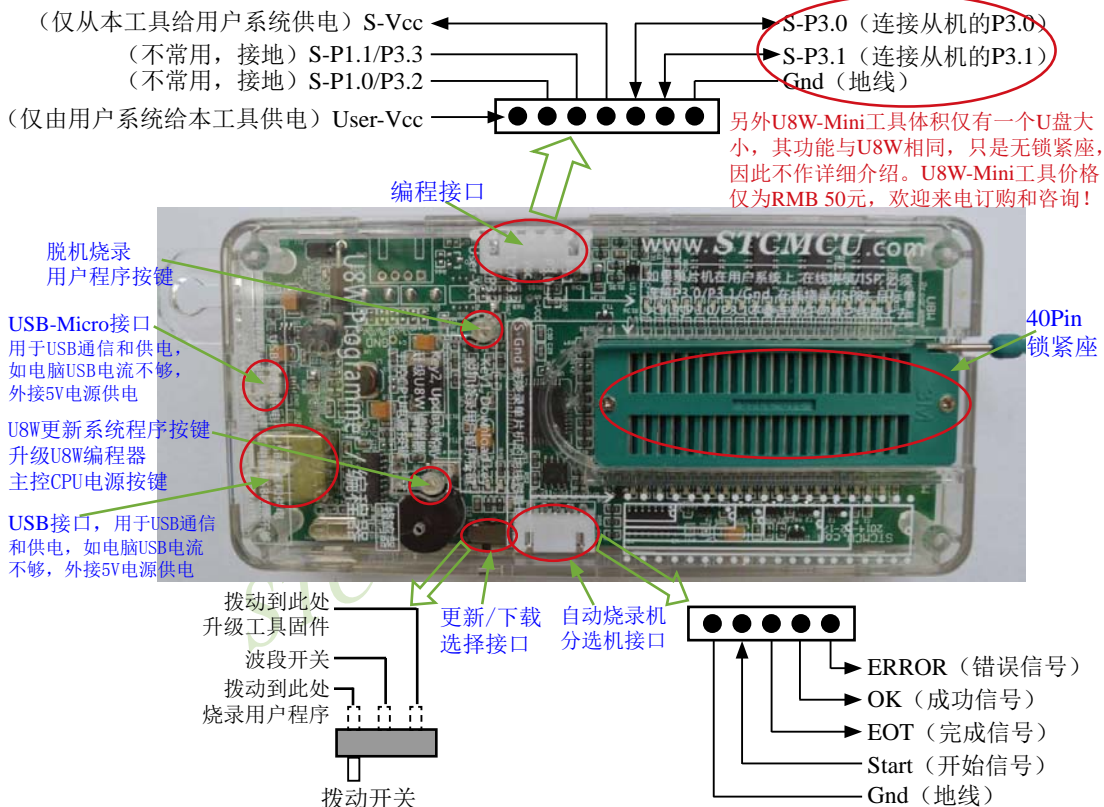 （仅从本工具给用户系统供电）S-Vcc
（不常用，接地）S-P1.1/P3.3
（不常用，接地）S-P1.0/P3.2
（仅由用户系统给本工具供电）User-Vcc
S-P3.0（连接从机的P3.0）
S-P3.1（连接从机的P3.1）
Gnd（地线）
另外U8W-Mini工具体积仅有一个U盘大
小，其功能与U8W相同，只是无锁紧座，
因此不作详细介绍。U8W-Mini工具价格
仅为RMB 50元，欢迎来电订购和咨询！
编程接口
脱机烧录
用户程序按键
USB-Micro接口
用于USB通信和供电，
如电脑USB电流不够，
外接5V电源供电
U8W更新系统程序按键
升级U8W编程器
主控CPU电源按键
USB接口，用于USB通信
和供电，如电脑USB电流
不够，外接5V电源供电
www.STCMCU.com
U8W
Gnd
40Pin
锁紧座
拨动到此处
升级工具固件
波段开关
拨动到此处
烧录用户程序
拨动开关
更新/下载
选择接口
自动烧录机
分选机接口
ERROR（错误信号）
OK（成功信号）
EOT（完成信号）
Start（开始信号）
Gnd（地线）